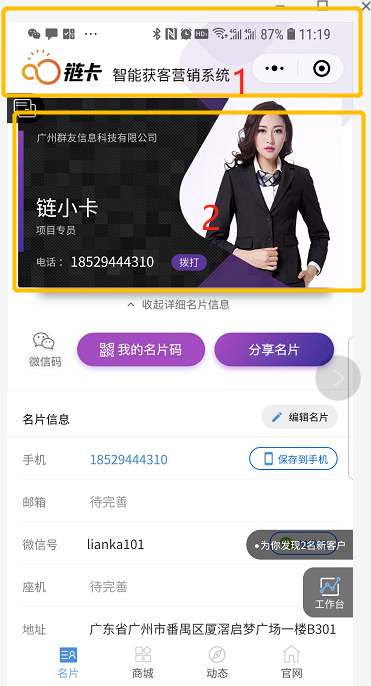 HD 87% 11:19
链卡 智能获客营销系统
1
广州群友信息科技有限公司
链小卡
2
项目专员
电话: 18529444310 拨打
收起详细名片信息
微信码
我的名片码
分享名片
名片信息 编辑名片
手机 18529444310 保存到手机
邮箱 待完善
微信号 lianka101
为你发现2名新客户
座机 待完善
工作台
地址 广东省广州市番禺区厦滘启梦广场一楼B301
名片 商城 动态 官网